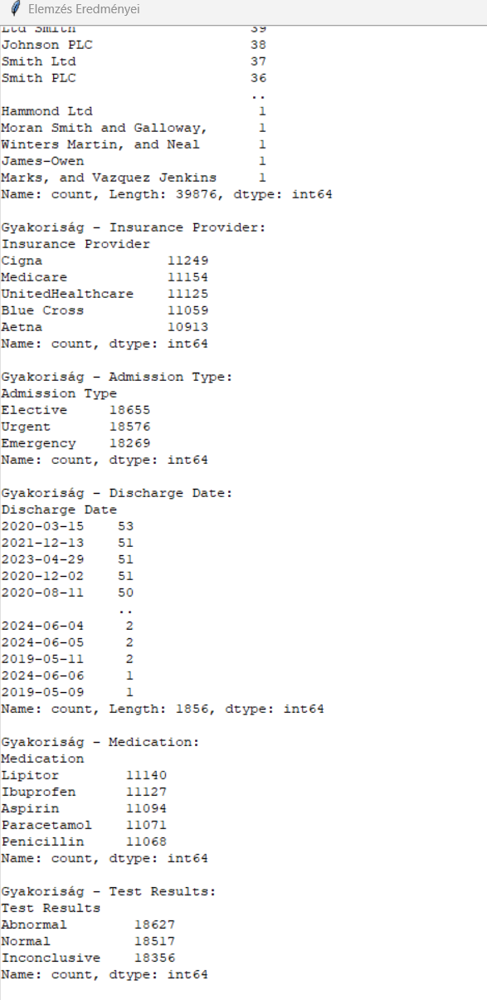 Elemzés Eredményei
Ltd Smith 39
Johnson PLC 38
Smith Ltd 37
Smith PLC 36
..
Hammond Ltd 1
Moran Smith and Galloway, 1
Winters Martin, and Neal 1
James-Owen 1
Marks, and Vazquez Jenkins 1
Name: count, Length: 39876, dtype: int64
Gyakoriság - Insurance Provider:
Insurance Provider
Cigna 11249
Medicare 11154
UnitedHealthcare 11125
Blue Cross 11059
Aetna 10913
Name: count, dtype: int64
Gyakoriság - Admission Type:
Admission Type
Elective 18655
Urgent 18576
Emergency 18269
Name: count, dtype: int64
Gyakoriság - Discharge Date:
Discharge Date
2020-03-15 53
2021-12-13 51
2023-04-29 51
2020-12-02 51
2020-08-11 50
..
2024-06-04 2
2024-06-05 2
2019-05-11 2
2024-06-06 1
2019-05-09 1
Name: count, Length: 1856, dtype: int64
Gyakoriság - Medication:
Medication
Lipitor 11140
Ibuprofen 11127
Aspirin 11094
Paracetamol 11071
Penicillin 11068
Name: count, dtype: int64
Gyakoriság - Test Results:
Test Results
Abnormal 18627
Normal 18517
Inconclusive 18356
Name: count, dtype: int64